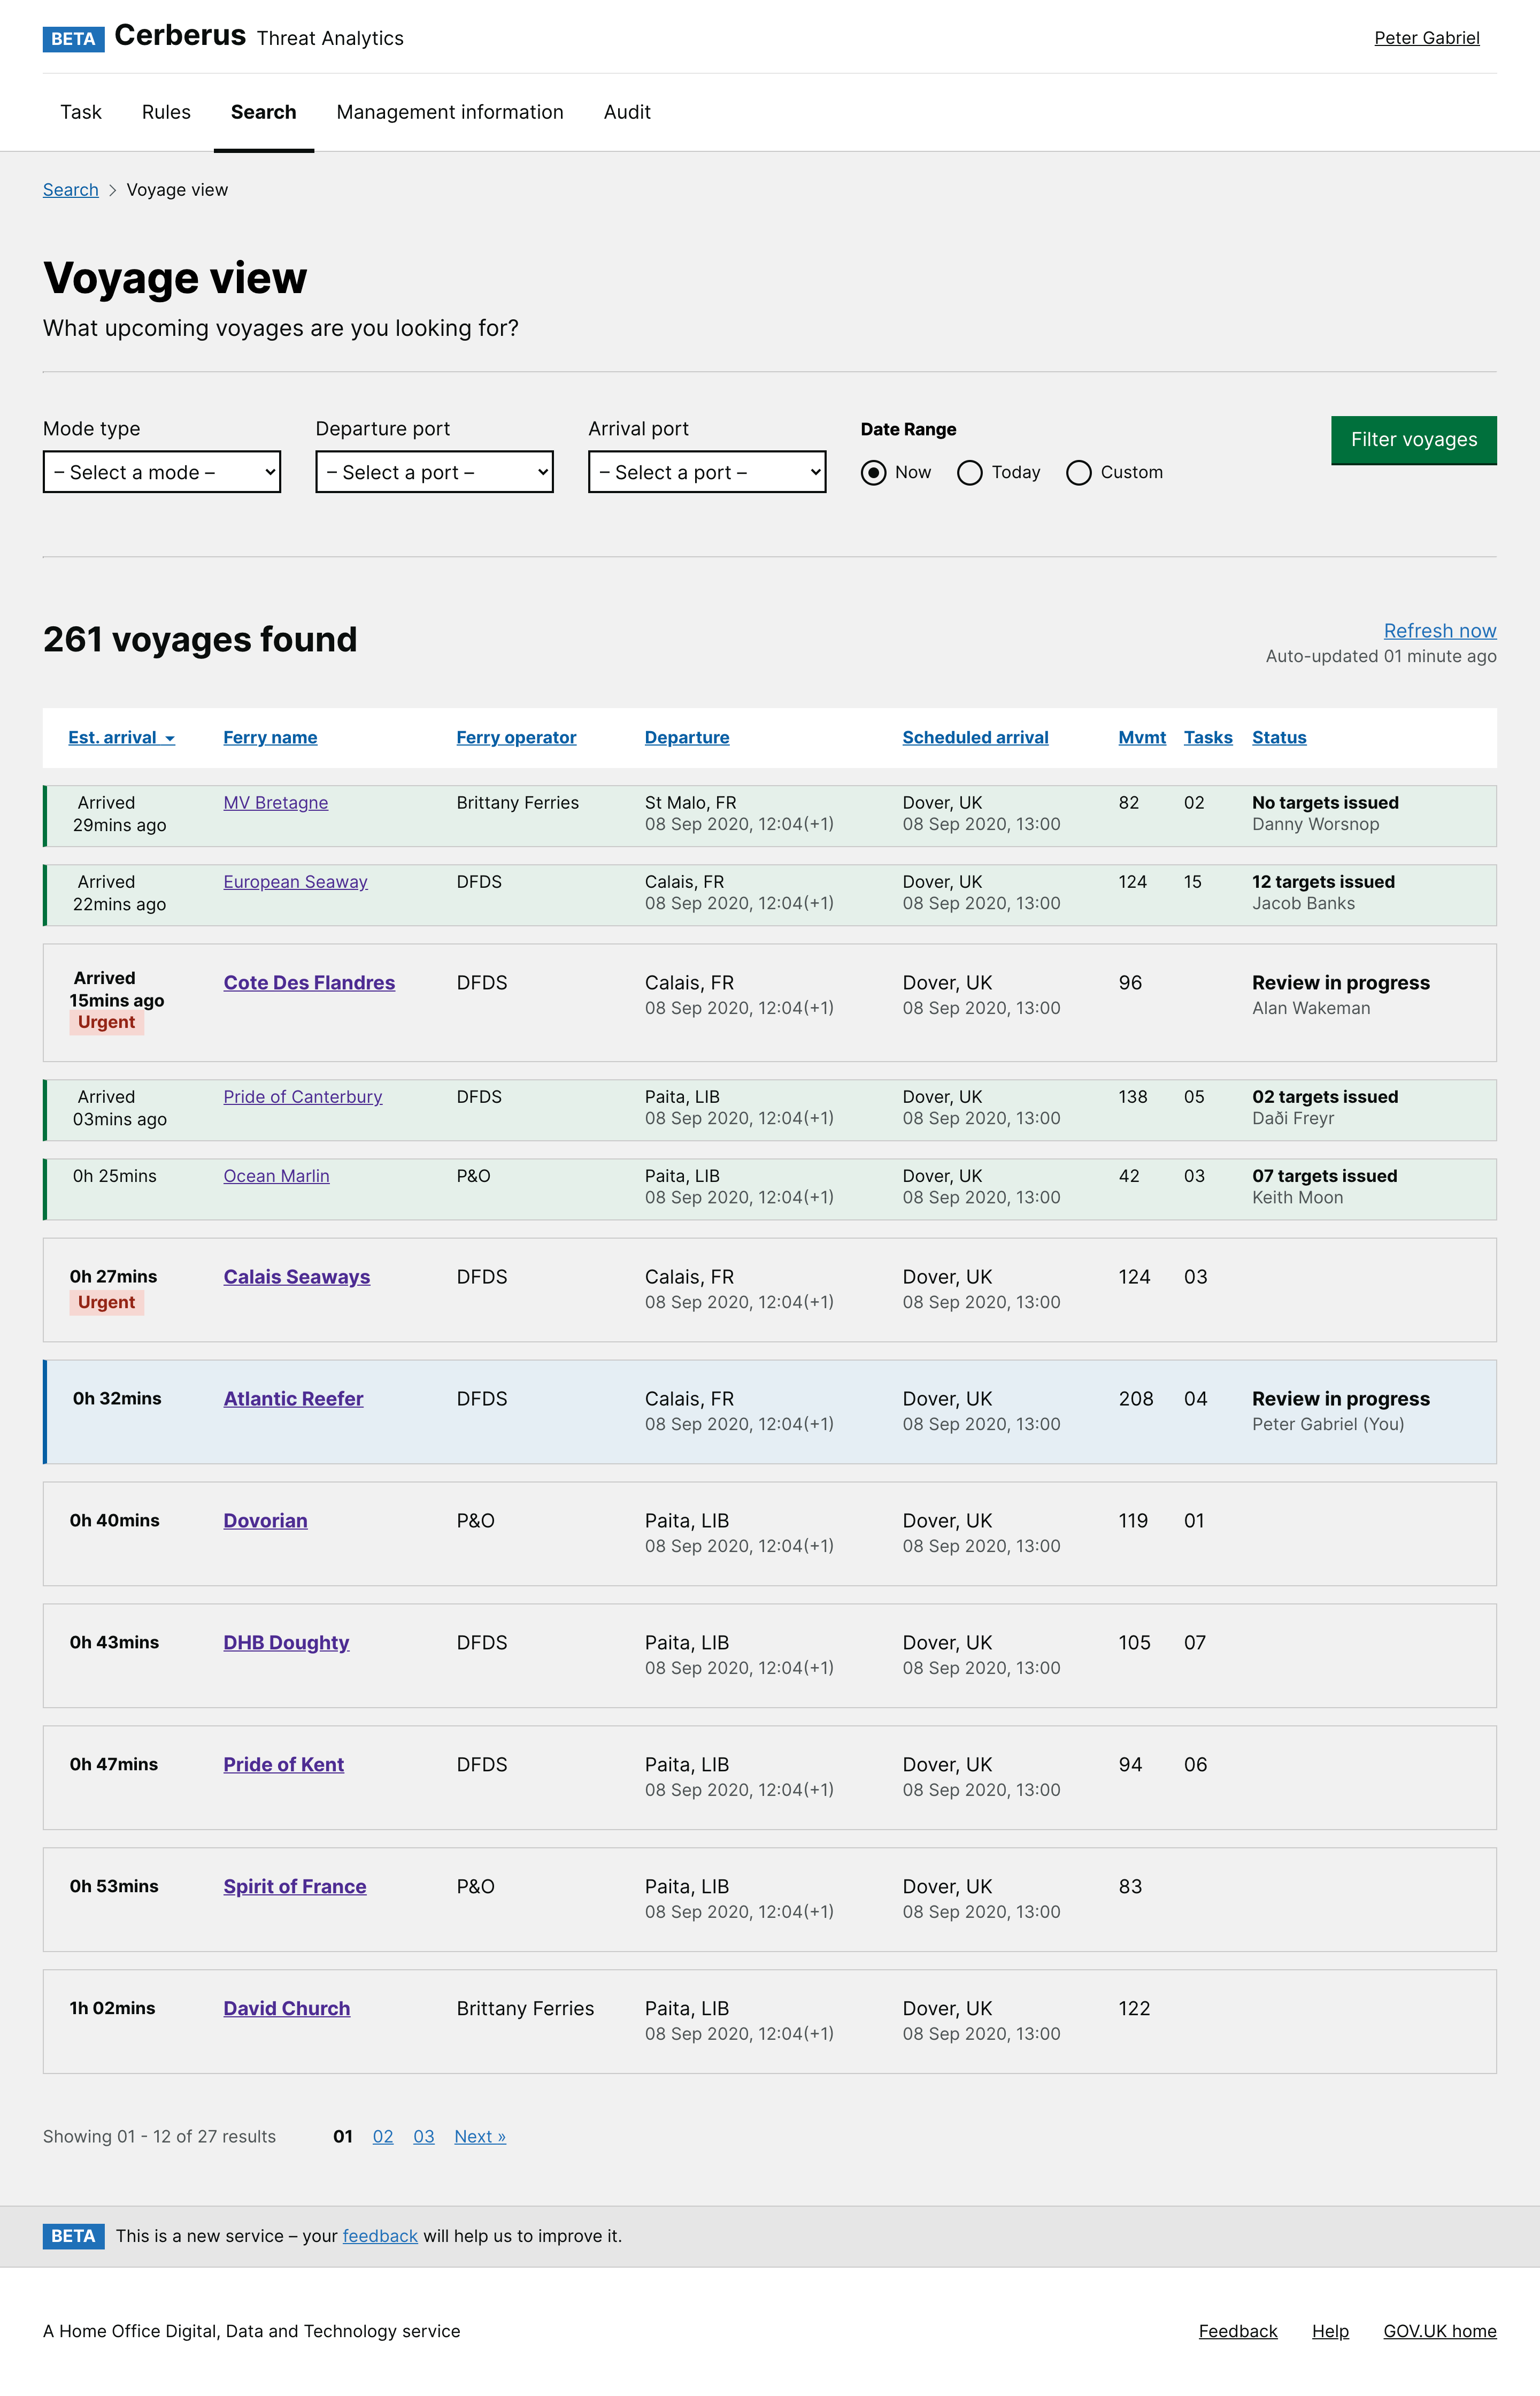 BETA Cerberus Threat Analytics Peter Gabriel
Task Rules Search Management information Audit
Search > Voyage view
Voyage view
What upcoming voyages are you looking for?
Mode type Departure port Arrival port Date Range Filter voyages
– Select a mode – – Select a port – – Select a port – Now Today Custom
261 voyages found Refresh now
Auto-updated 01 minute ago
Est. arrival Ferry name Ferry operator Departure Scheduled arrival Mvmt Tasks Status
Arrived MV Bretagne Brittany Ferries St Malo, FR Dover, UK 82 02 No targets issued
29mins ago 08 Sep 2020, 12:04(+1) 08 Sep 2020, 13:00 Danny Worsnop
Arrived European Seaway DFDS Calais, FR Dover, UK 124 15 12 targets issued
22mins ago 08 Sep 2020, 12:04(+1) 08 Sep 2020, 13:00 Jacob Banks
Arrived Cote Des Flandres DFDS Calais, FR Dover, UK 96 Review in progress
15mins ago 08 Sep 2020, 12:04(+1) 08 Sep 2020, 13:00 Alan Wakeman
Urgent
Arrived Pride of Canterbury DFDS Paita, LIB Dover, UK 138 05 02 targets issued
03mins ago 08 Sep 2020, 12:04(+1) 08 Sep 2020, 13:00 Daði Freyr
0h 25mins Ocean Marlin P&O Paita, LIB Dover, UK 42 03 07 targets issued
08 Sep 2020, 12:04(+1) 08 Sep 2020, 13:00 Keith Moon
0h 27mins Calais Seaways DFDS Calais, FR Dover, UK 124 03
Urgent 08 Sep 2020, 12:04(+1) 08 Sep 2020, 13:00
0h 32mins Atlantic Reefer DFDS Calais, FR Dover, UK 208 04 Review in progress
08 Sep 2020, 12:04(+1) 08 Sep 2020, 13:00 Peter Gabriel (You)
0h 40mins Dovorian P&O Paita, LIB Dover, UK 119 01
08 Sep 2020, 12:04(+1) 08 Sep 2020, 13:00
0h 43mins DHB Doughty DFDS Paita, LIB Dover, UK 105 07
08 Sep 2020, 12:04(+1) 08 Sep 2020, 13:00
0h 47mins Pride of Kent DFDS Paita, LIB Dover, UK 94 06
08 Sep 2020, 12:04(+1) 08 Sep 2020, 13:00
0h 53mins Spirit of France P&O Paita, LIB Dover, UK 83
08 Sep 2020, 12:04(+1) 08 Sep 2020, 13:00
1h 02mins David Church Brittany Ferries Paita, LIB Dover, UK 122
08 Sep 2020, 12:04(+1) 08 Sep 2020, 13:00
Showing 01 - 12 of 27 results 01 02 03 Next »
BETA This is a new service – your feedback will help us to improve it.
A Home Office Digital, Data and Technology service Feedback Help GOV.UK home